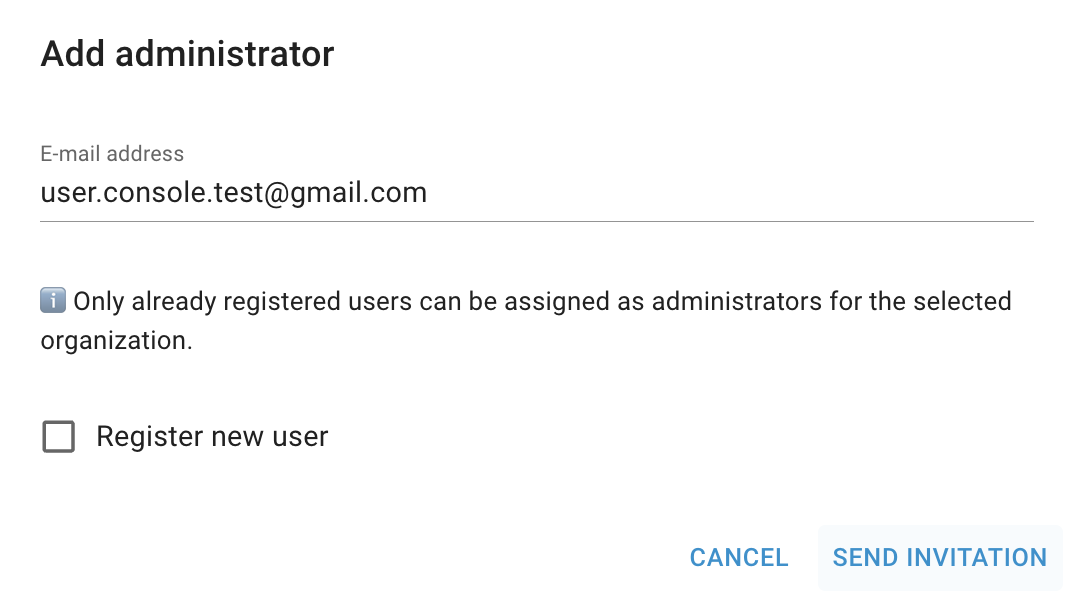 Add administrator
E-mail address
user.console.test@gmail.com
ℹ️ Only already registered users can be assigned as administrators for the selected
organization.
Register new user
CANCEL SEND INVITATION